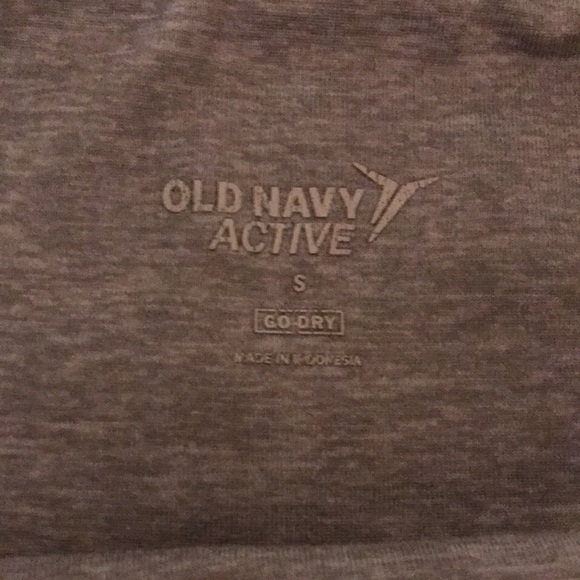 OLD NAVY
ACTIVE
S
GO-DRY
MADE IN INDONESIA